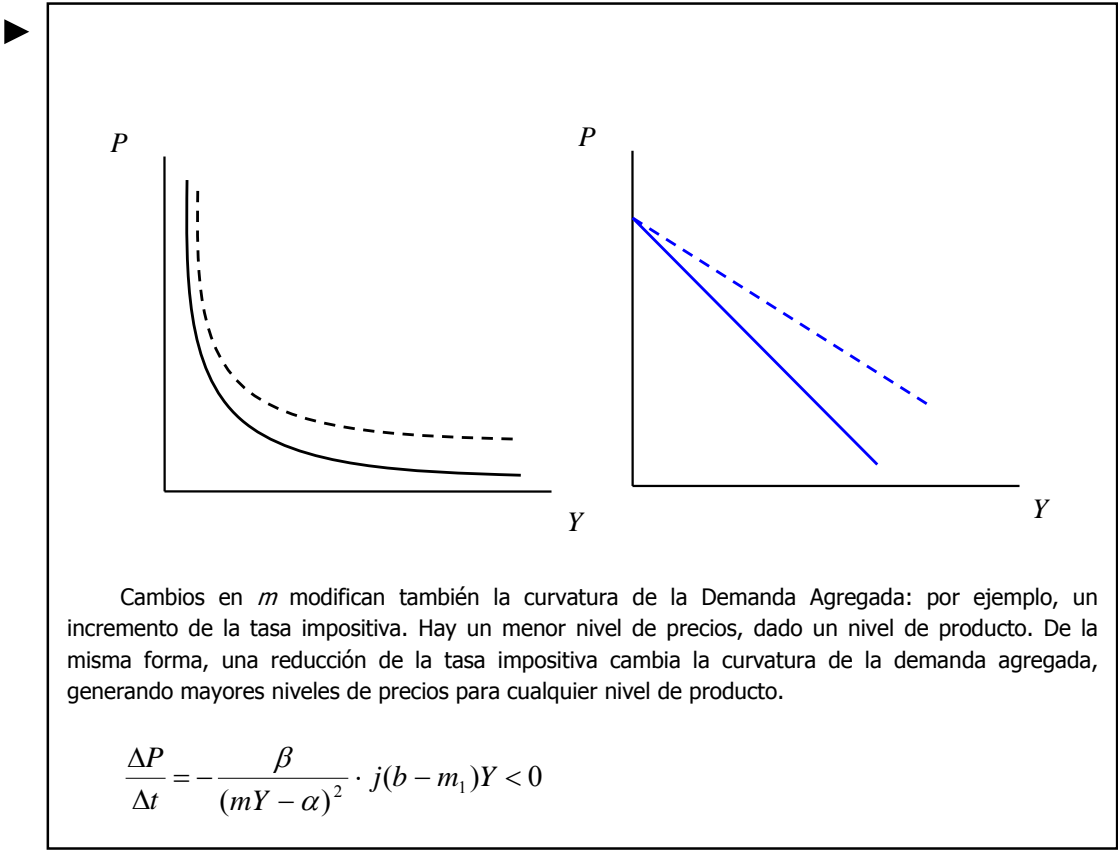 P
P
Y
Y
Cambios en m modifican también la curvatura de la Demanda Agregada: por ejemplo, un
incremento de la tasa impositiva. Hay un menor nivel de precios, dado un nivel de producto. De la
misma forma, una reducción de la tasa impositiva cambia la curvatura de la demanda agregada,
generando mayores niveles de precios para cualquier nivel de producto.
ΔP/Δt = −β/(mY − α)² · j(b − m₁)Y < 0